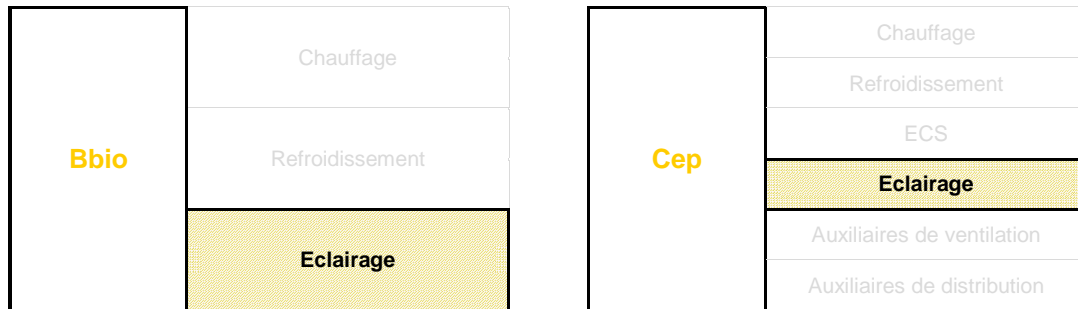 Bbio
Chauffage
Refroidissement
Eclairage
Cep
Chauffage
Refroidissement
ECS
Eclairage
Auxiliaires de ventilation
Auxiliaires de distribution